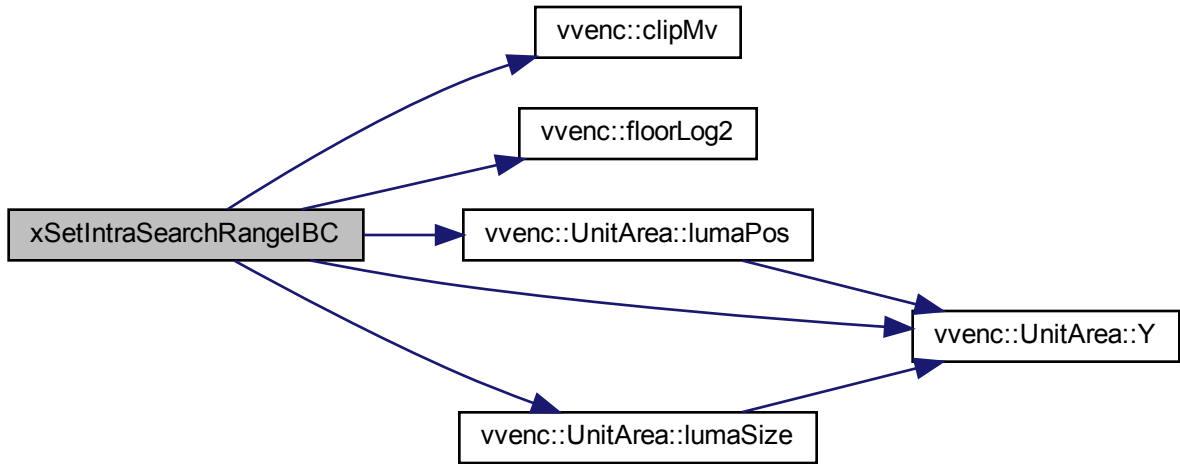 vvenc::clipMv
vvenc::floorLog2
xSetIntraSearchRangeIBC
vvenc::UnitArea::lumaPos
vvenc::UnitArea::Y
vvenc::UnitArea::lumaSize